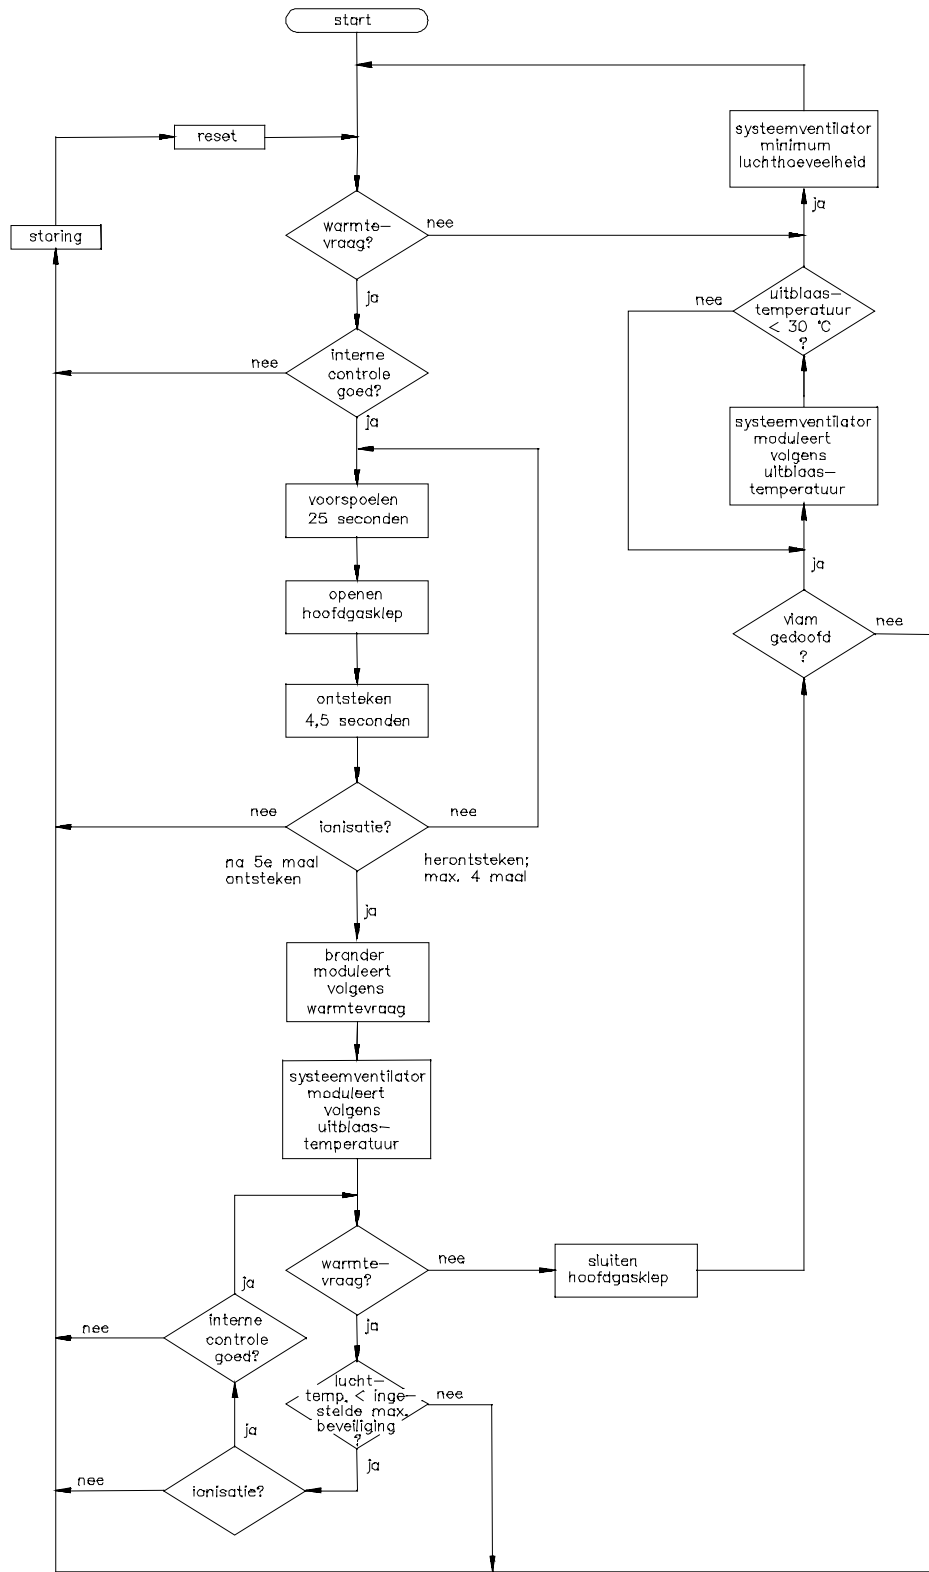 start
reset
systeemventilator
minimum
luchthoeveelheid
storing
warmte-
vraag?
nee
ja
ja
interne
controle
goed?
nee
ja
uitblaas-
temperatuur
< 30 °C
?
nee
systeemventilator
moduleert
volgens
uitblaas-
temperatuur
voorspoelen
25 seconden
ja
openen
hoofdgasklep
vlam
gedoofd
?
nee
ontsteken
4,5 seconden
nee
ionisatie?
nee
na 5e maal
ontsteken
herontsteken;
max. 4 maal
ja
brander
moduleert
volgens
warmtevraag
systeemventilator
moduleert
volgens
uitblaas-
temperatuur
warmte-
vraag?
nee
sluiten
hoofdgasklep
ja
ja
interne
controle
goed?
nee
lucht-
temp. < inge-
stelde max.
beveiliging
?
nee
ja
ja
ionisatie?
nee